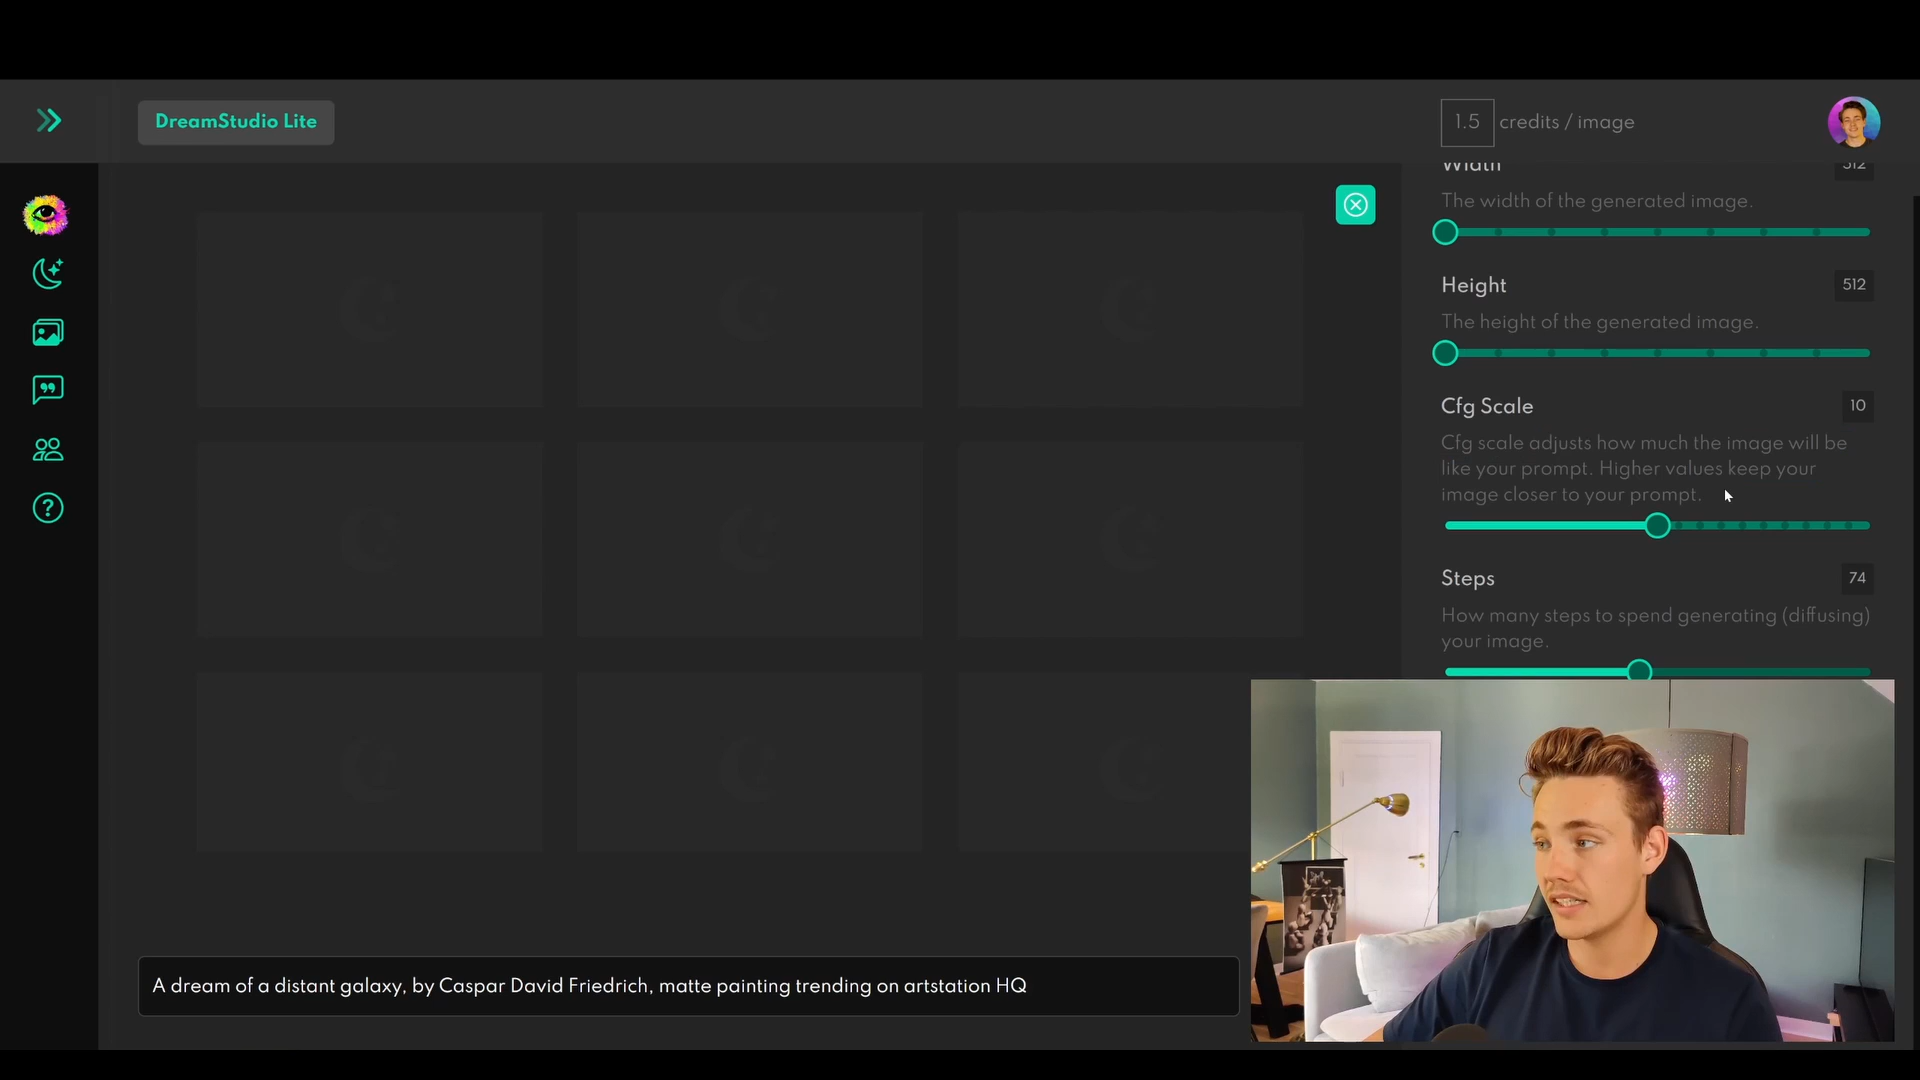 DreamStudio Lite
1.5 credits / image
Width 512
The width of the generated image.
Height 512
The height of the generated image.
Cfg Scale 10
Cfg scale adjusts how much the image will be
like your prompt. Higher values keep your
image closer to your prompt.
Steps 74
How many steps to spend generating (diffusing)
your image.
A dream of a distant galaxy, by Caspar David Friedrich, matte painting trending on artstation HQ